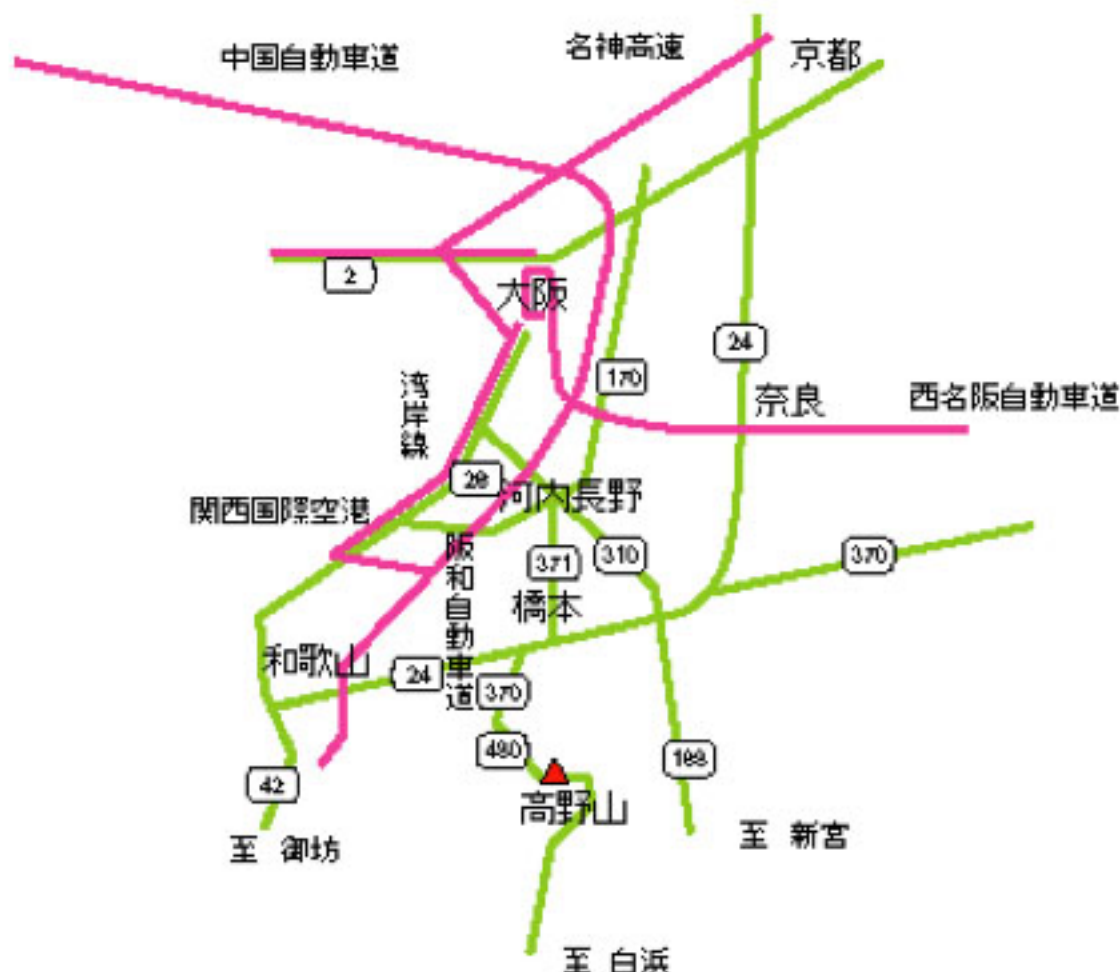 中国自動車道
名神高速
京都
2
大阪
24
170
湾岸線
奈良
西名阪自動車道
26
河内長野
関西国際空港
阪和自動車道
371
310
370
橋本
和歌山
24
370
480
168
42
高野山
至 御坊
至 新宮
至 白浜